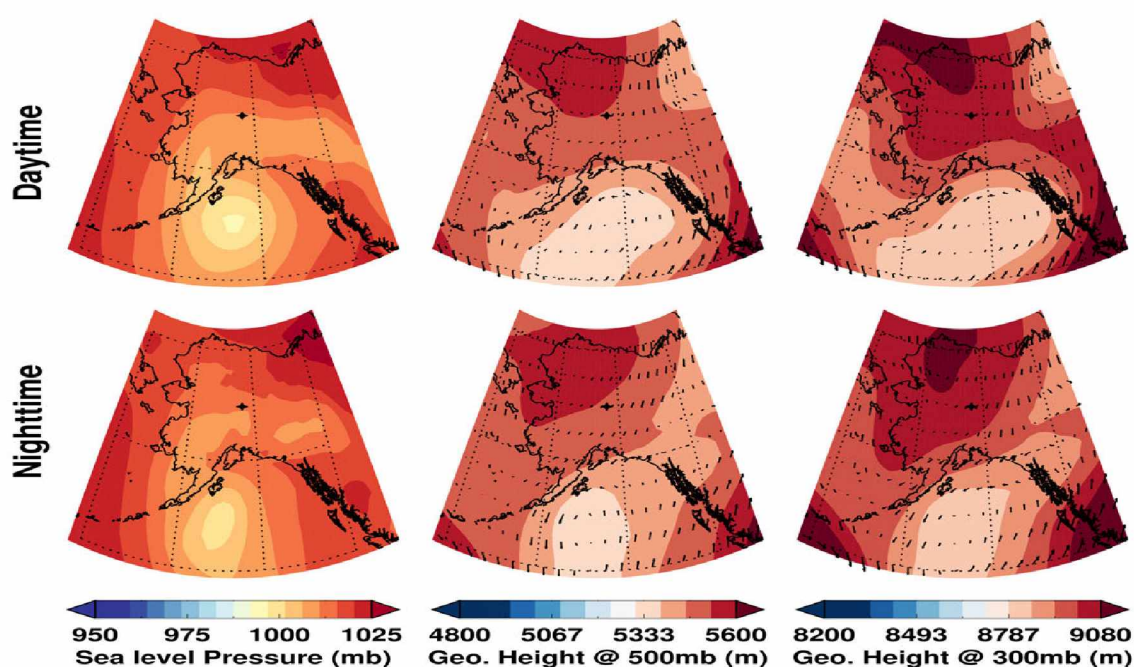 Daytime
Nighttime
950 975 1000 1025
Sea level Pressure (mb)
4800 5067 5333 5600
Geo. Height @ 500mb (m)
8200 8493 8787 9080
Geo. Height @ 300mb (m)